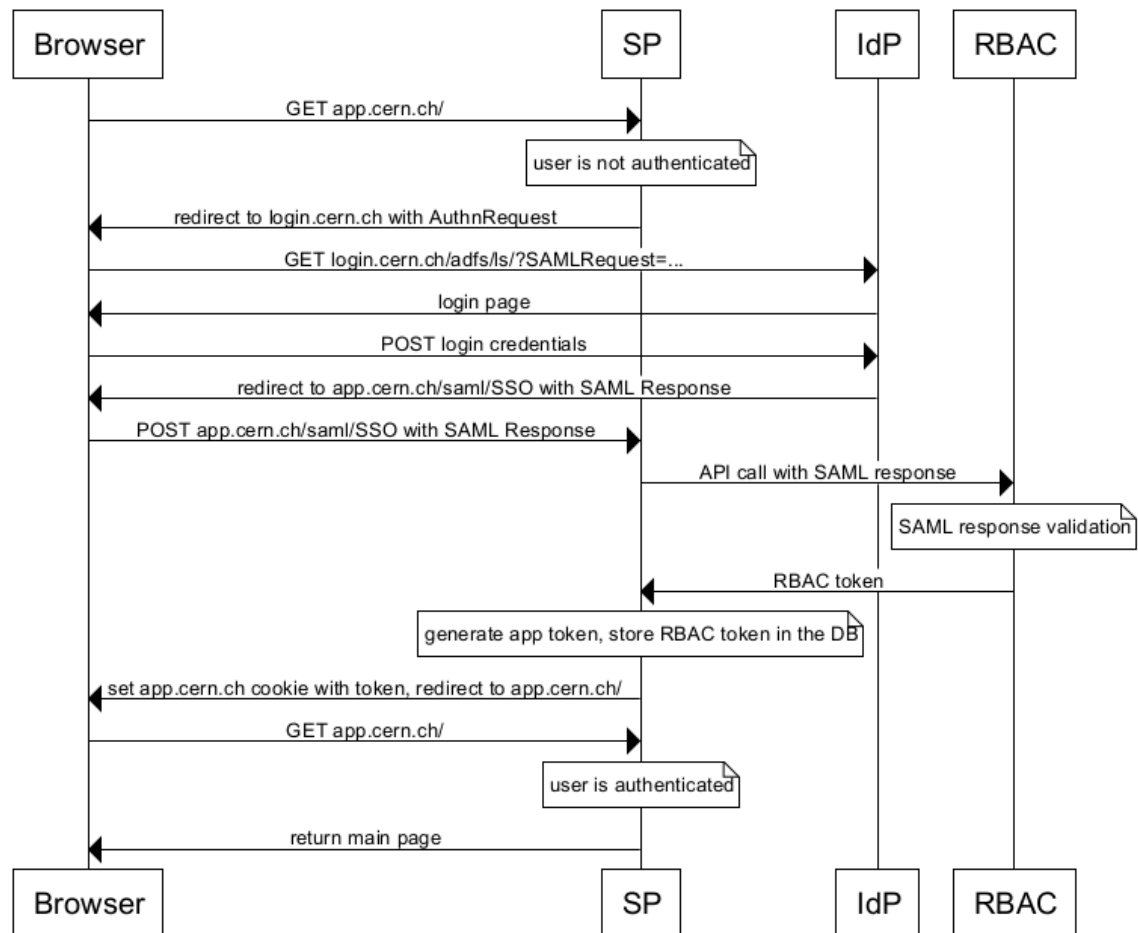 Browser SP IdP RBAC
GET app.cern.ch/
user is not authenticated
redirect to login.cern.ch with AuthnRequest
GET login.cern.ch/adfs/ls/?SAMLRequest=...
login page
POST login credentials
redirect to app.cern.ch/saml/SSO with SAML Response
POST app.cern.ch/saml/SSO with SAML Response
API call with SAML response
SAML response validation
RBAC token
generate app token, store RBAC token in the DB
set app.cern.ch cookie with token, redirect to app.cern.ch/
GET app.cern.ch/
user is authenticated
return main page
Browser SP IdP RBAC